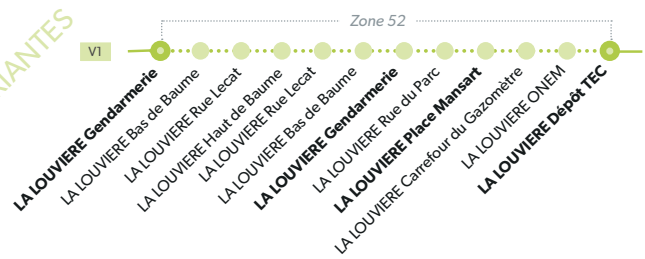 Zone 52
V1
LA LOUVIERE Gendarmerie
LA LOUVIERE Bas de Baume
LA LOUVIERE Rue Lecat
LA LOUVIERE Haut de Baume
LA LOUVIERE Rue Lecat
LA LOUVIERE Bas de Baume
LA LOUVIERE Gendarmerie
LA LOUVIERE Rue du Parc
LA LOUVIERE Place Mansart
LA LOUVIERE Carrefour du Gazomètre
LA LOUVIERE ONEM
LA LOUVIERE Dépôt TEC